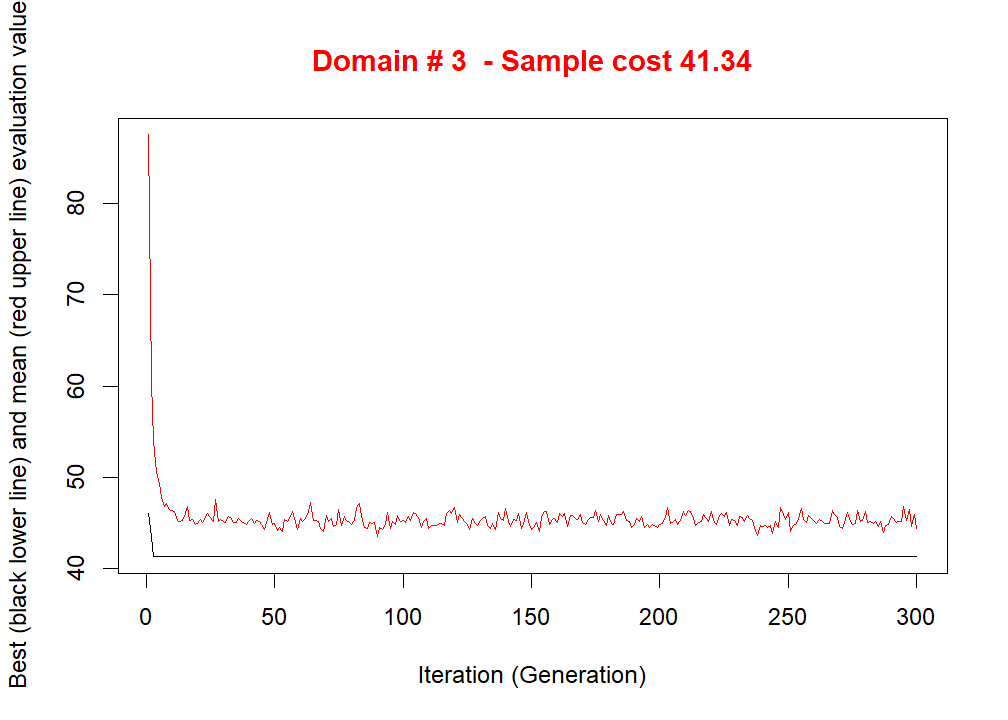 Domain # 3  - Sample cost 41.34
Best (black lower line) and mean (red upper line) evaluation value
80
70
60
50
40
0 50 100 150 200 250 300
Iteration (Generation)